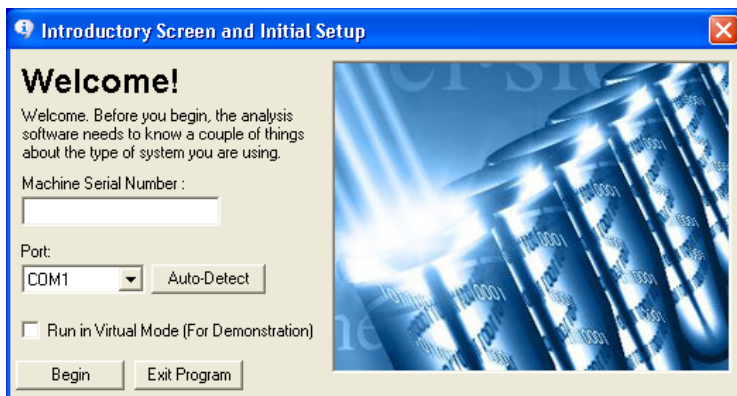 Introductory Screen and Initial Setup
Welcome!
Welcome. Before you begin, the analysis
software needs to know a couple of things
about the type of system you are using.
Machine Serial Number :
Port:
COM1
Auto-Detect
Run in Virtual Mode (For Demonstration)
Begin
Exit Program